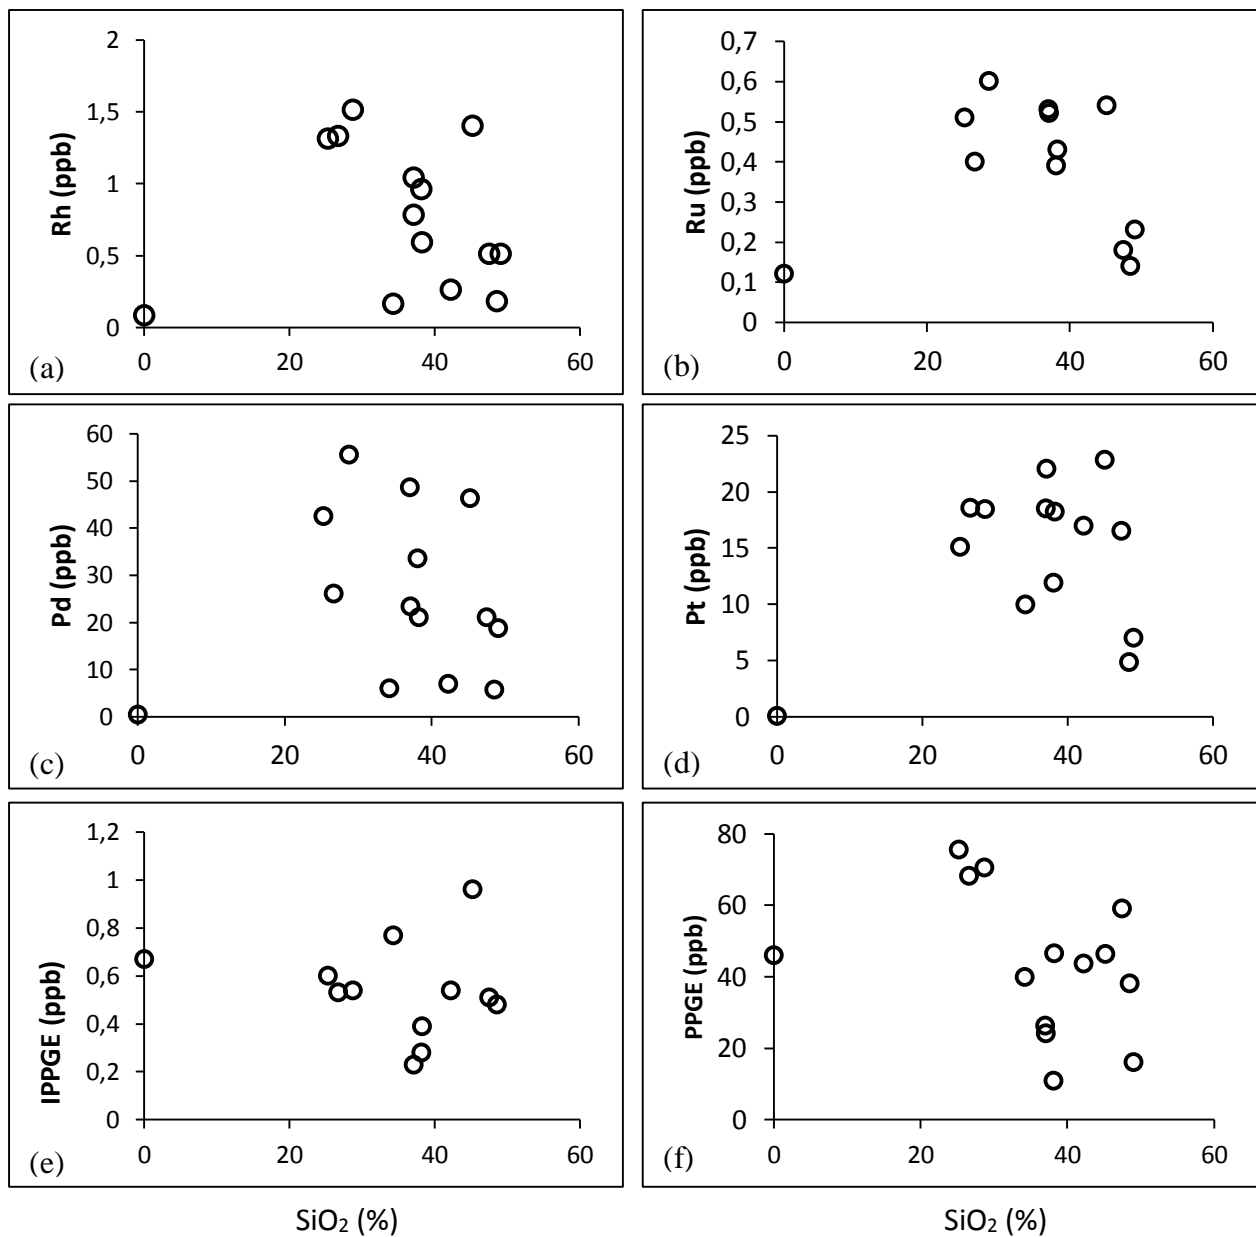 2
1,5
1
0,5
0
0 20 40 60
Rh (ppb)
(a)
0,7
0,6
0,5
0,4
0,3
0,2
0,1
0
0 20 40 60
Ru (ppb)
(b)
60
50
40
30
20
10
0
0 20 40 60
Pd (ppb)
(c)
25
20
15
10
5
0
0 20 40 60
Pt (ppb)
(d)
1,2
1
0,8
0,6
0,4
0,2
0
0 20 40 60
IPPGE (ppb)
(e)
80
60
40
20
0
0 20 40 60
PPGE (ppb)
(f)
SiO₂ (%)
SiO₂ (%)